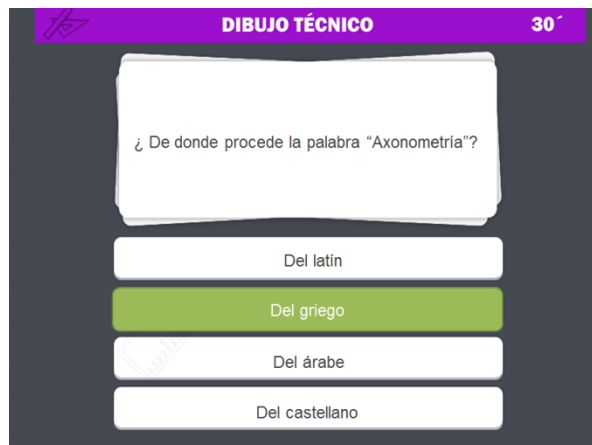 DIBUJO TÉCNICO 30´
¿ De donde procede la palabra “Axonometría”?
Del latín
Del griego
Del árabe
Del castellano